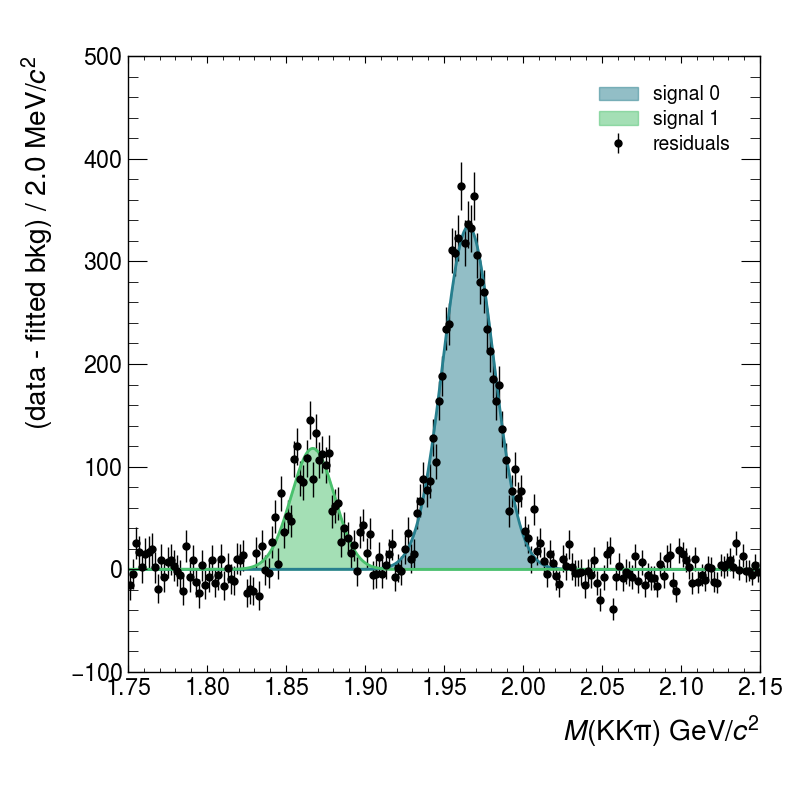 (data - fitted bkg) / 2.0 MeV/c²
500
400
300
200
100
0
−100
signal 0
signal 1
residuals
1.75 1.80 1.85 1.90 1.95 2.00 2.05 2.10 2.15
M(KKπ) GeV/c²